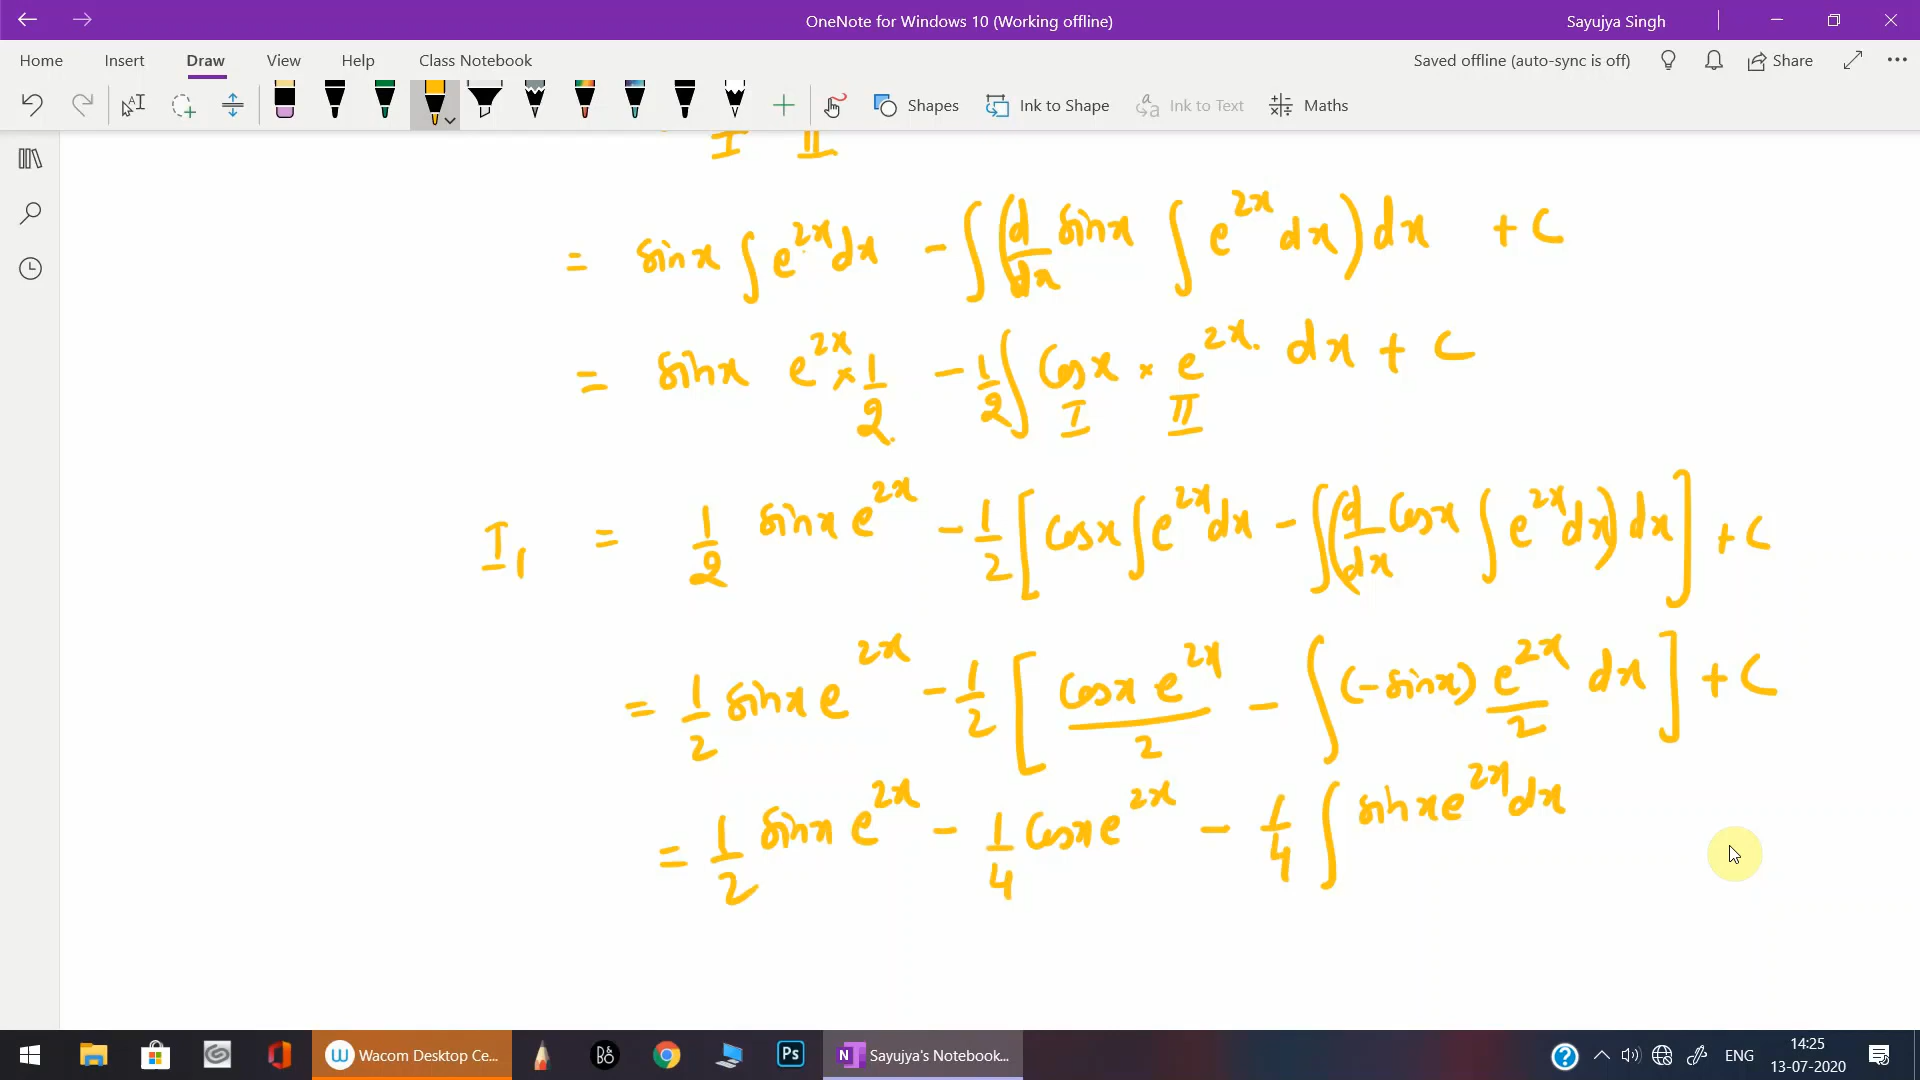 OneNote for Windows 10 (Working offline) Sayujya Singh
Home Insert Draw View Help Class Notebook Saved offline (auto-sync is off) Share
Shapes Ink to Shape Ink to Text Maths
I II
= sinx ∫ e^{2x} dx - ∫ (d/dx sinx ∫ e^{2x} dx) dx + C
= sinx e^{2x} × 1/2 - 1/2 ∫ cosx × e^{2x} . dx + C
I II
I₁ = 1/2 sinx e^{2x} - 1/2 [cosx ∫ e^{2x} dx - ∫ (d/dx cosx ∫ e^{2x} dx) dx] + C
= 1/2 sinx e^{2x} - 1/2 [cosx e^{2x}/2 - ∫ (-sinx) e^{2x}/2 dx] + C
= 1/2 sinx e^{2x} - 1/4 cosx e^{2x} - 1/4 ∫ sinx e^{2x} dx
Wacom Desktop Ce... Ps Sayujya's Notebook... ENG 14:25
13-07-2020